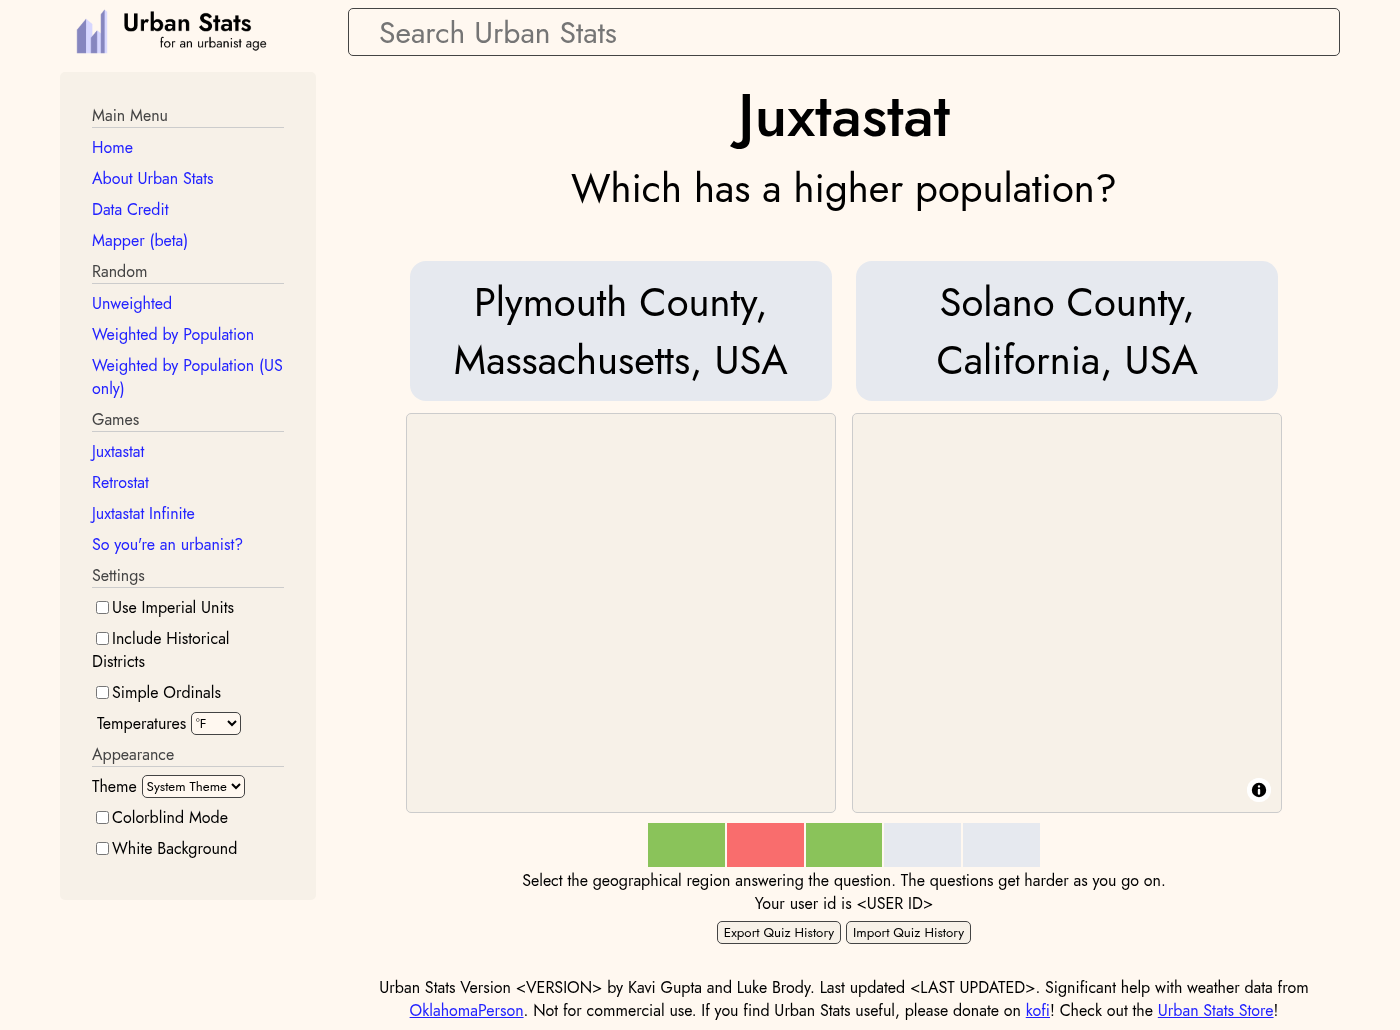 Urban Stats
for an urbanist age
Search Urban Stats
Main Menu
Home
About Urban Stats
Data Credit
Mapper (beta)
Random
Unweighted
Weighted by Population
Weighted by Population (US
only)
Games
Juxtastat
Retrostat
Juxtastat Infinite
So you're an urbanist?
Settings
Use Imperial Units
Include Historical
Districts
Simple Ordinals
Temperatures °F
Appearance
Theme System Theme
Colorblind Mode
White Background
Juxtastat
Which has a higher population?
Plymouth County,
Massachusetts, USA
Solano County,
California, USA
Select the geographical region answering the question. The questions get harder as you go on.
Your user id is <USER ID>
Export Quiz History Import Quiz History
Urban Stats Version <VERSION> by Kavi Gupta and Luke Brody. Last updated <LAST UPDATED>. Significant help with weather data from
OklahomaPerson. Not for commercial use. If you find Urban Stats useful, please donate on kofi! Check out the Urban Stats Store!